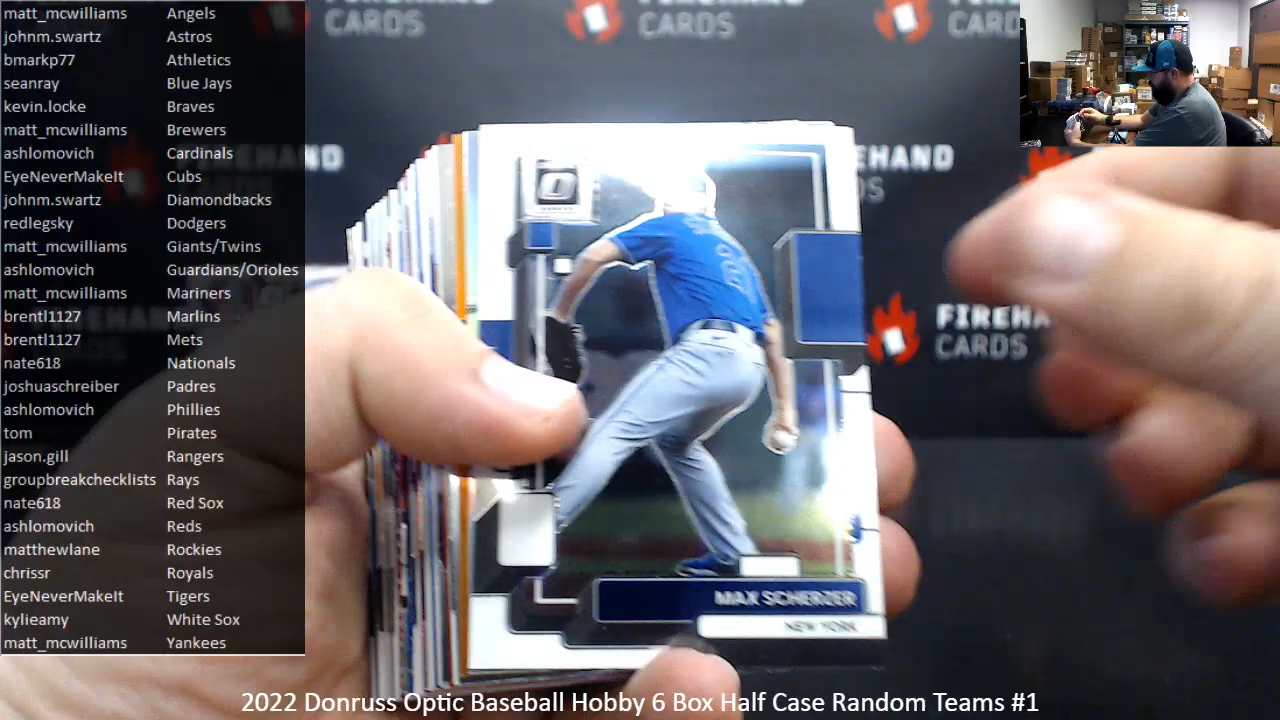 matt_mcwilliams Angels
johnm.swartz Astros
bmarkp77 Athletics
seanray Blue Jays
kevin.locke Braves
matt_mcwilliams Brewers
ashlomovich Cardinals
EyeNeverMakeIt Cubs
johnm.swartz Diamondbacks
redlegsky Dodgers
matt_mcwilliams Giants/Twins
ashlomovich Guardians/Orioles
matt_mcwilliams Mariners
brentl1127 Marlins
brentl1127 Mets
nate618 Nationals
joshuaschreiber Padres
ashlomovich Phillies
tom Pirates
jason.gill Rangers
groupbreakchecklists Rays
nate618 Red Sox
ashlomovich Reds
matthewlane Rockies
chrissr Royals
EyeNeverMakeIt Tigers
kylieamy White Sox
matt_mcwilliams Yankees
CARDS
FIREHAND
CARDS
CARDS
EHAND
DS
FIREHA
CARDS
MAX SCHERZER
NEW YORK
2022 Donruss Optic Baseball Hobby 6 Box Half Case Random Teams #1